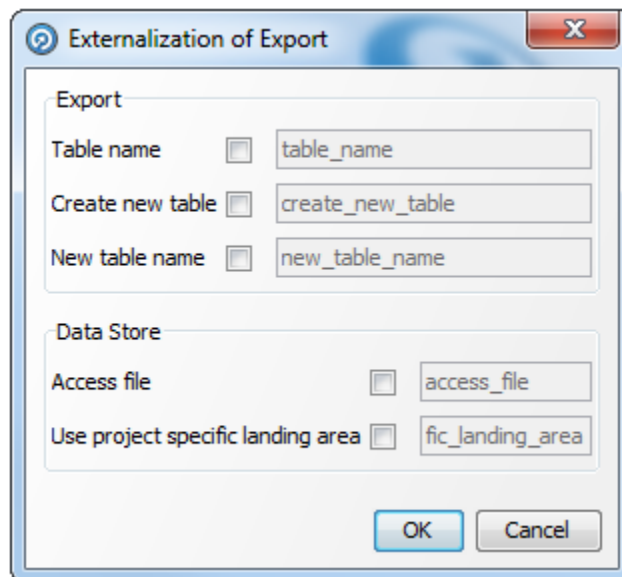 Externalization of Export
Export
Table name table_name
Create new table create_new_table
New table name new_table_name
Data Store
Access file access_file
Use project specific landing area fic_landing_area
OK Cancel